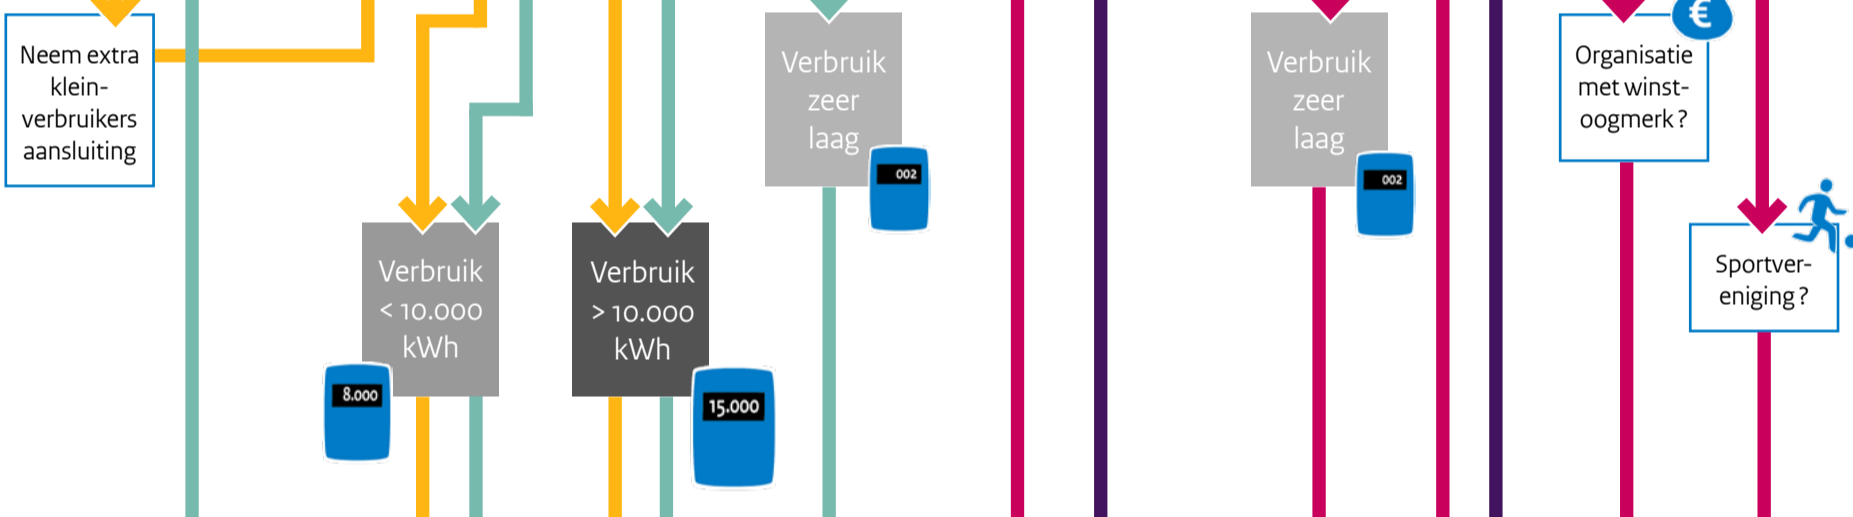 Neem extra
klein-
verbruikers
aansluiting
Verbruik
< 10.000
kWh
8.000
Verbruik
> 10.000
kWh
15.000
Verbruik
zeer
laag
002
Verbruik
zeer
laag
002
€
Organisatie
met winst-
oogmerk ?
Sportver-
eniging ?